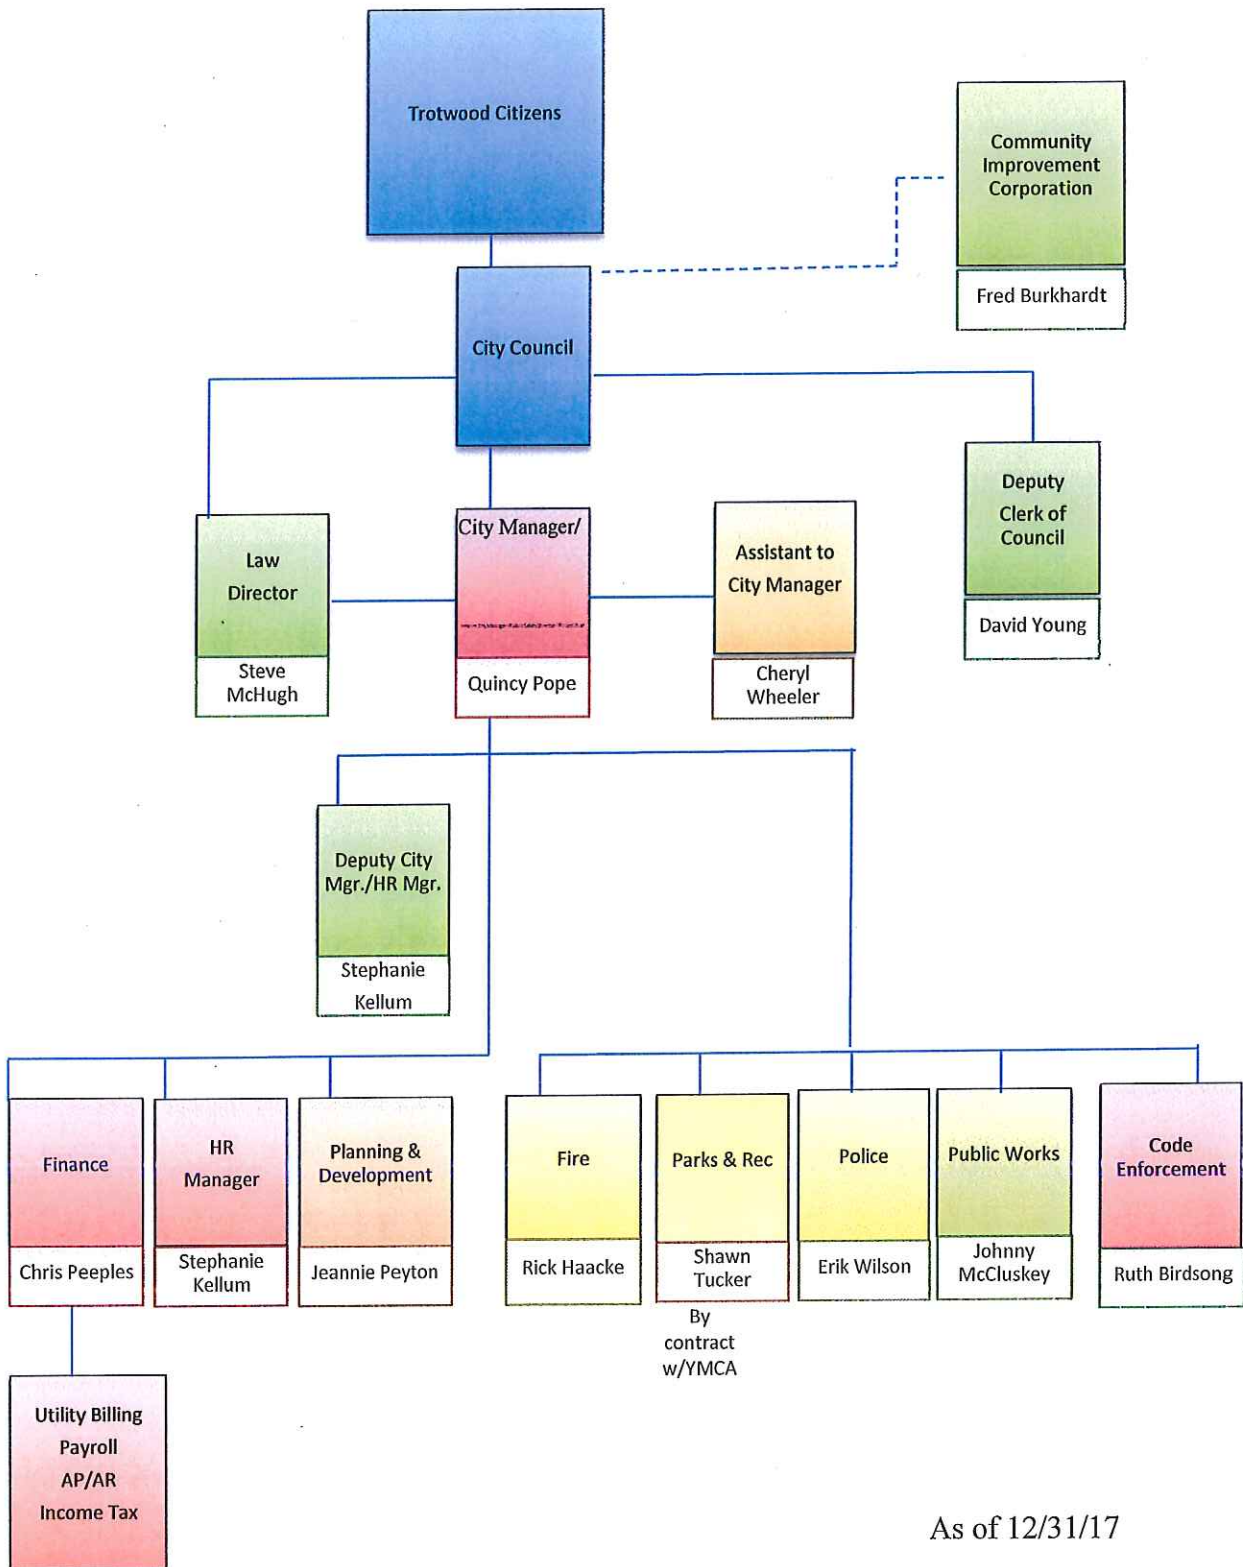 Trotwood Citizens
Community
Improvement
Corporation
Fred Burkhardt
City Council
Deputy
Clerk of
Council
David Young
Law
Director
Steve
McHugh
City Manager/
Quincy Pope
Assistant to
City Manager
Cheryl
Wheeler
Deputy City
Mgr./HR Mgr.
Stephanie
Kellum
Finance
Chris Peeples
HR
Manager
Stephanie
Kellum
Planning &
Development
Jeannie Peyton
Fire
Rick Haacke
Parks & Rec
Shawn
Tucker
By
contract
w/YMCA
Police
Erik Wilson
Public Works
Johnny
McCluskey
Code
Enforcement
Ruth Birdsong
Utility Billing
Payroll
AP/AR
Income Tax
As of 12/31/17